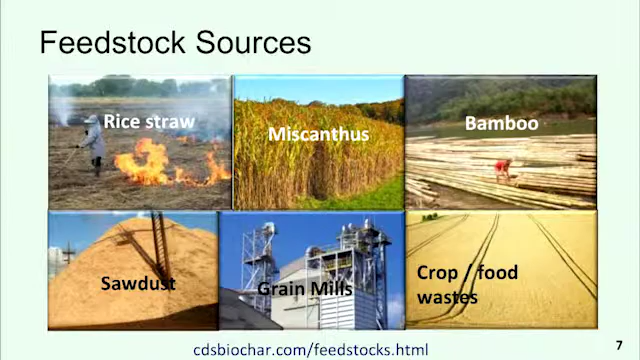 Feedstock Sources
Rice straw
Miscanthus
Bamboo
Sawdust
Grain Mills
Crop / food
wastes
cdsbiochar.com/feedstocks.html
7